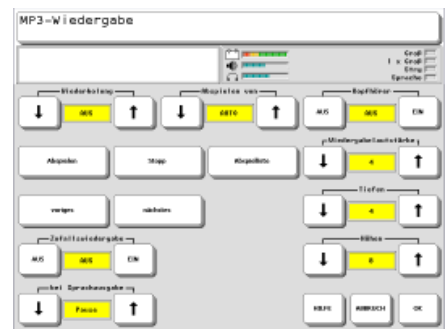 MP3-Wiedergabe
Groß
1 x Groß
Strg
Sprache
Wiederholung
Abspielen von
Kopfhörer
AUS
AUTO
AUS
AUS
EIN
Wiedergabelautstärke
Abspielen
Stopp
Abspielliste
4
Tiefen
voriges
nächstes
4
Zufallswiedergabe
Höhen
AUS
AUS
EIN
0
bei Sprachausgabe
Pause
HILFE
ABBRUCH
OK